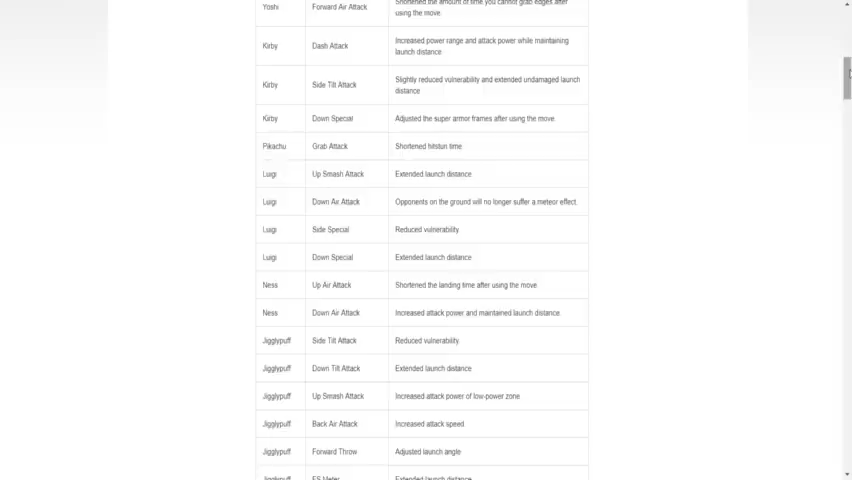 Yoshi Forward Air Attack Shortened the amount of time you cannot grab edges after
using the move.
Kirby Dash Attack Increased power range and attack power while maintaining
launch distance
Kirby Side Tilt Attack Slightly reduced vulnerability and extended undamaged launch
distance
Kirby Down Special Adjusted the super armor frames after using the move.
Pikachu Grab Attack Shortened hitstun time
Luigi Up Smash Attack Extended launch distance
Luigi Down Air Attack Opponents on the ground will no longer suffer a meteor effect.
Luigi Side Special Reduced vulnerability
Luigi Down Special Extended launch distance
Ness Up Air Attack Shortened the landing time after using the move
Ness Down Air Attack Increased attack power and maintained launch distance.
Jigglypuff Side Tilt Attack Reduced vulnerability
Jigglypuff Down Tilt Attack Extended launch distance
Jigglypuff Up Smash Attack Increased attack power of low-power zone
Jigglypuff Back Air Attack Increased attack speed
Jigglypuff Forward Throw Adjusted launch angle
Jigglypuff FS Meter Extended launch distance